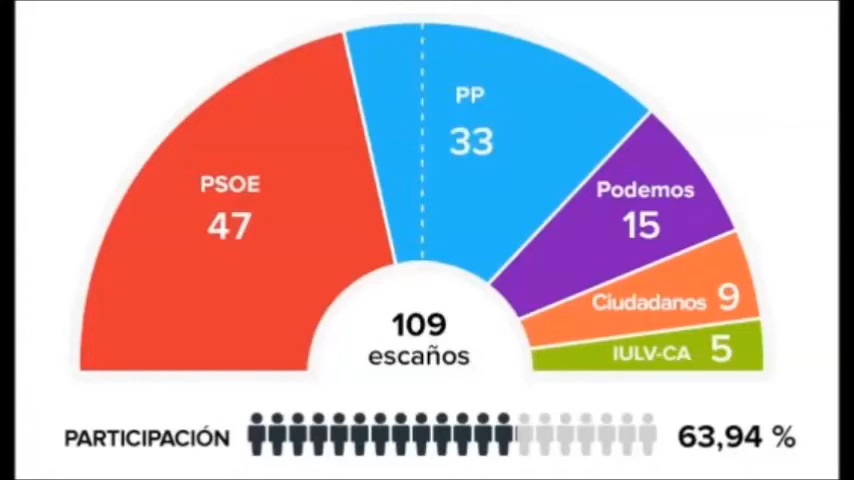 PP
33
PSOE
47
Podemos
15
Ciudadanos 9
IULV-CA 5
109
escaños
PARTICIPACIÓN 63,94 %